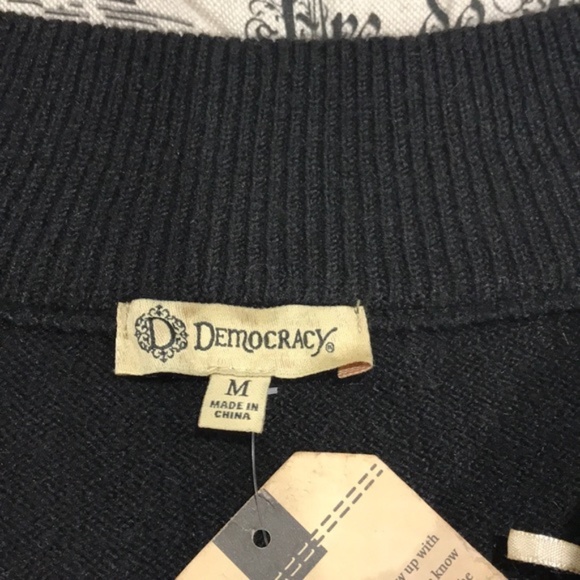 D DEMOCRACY®
M
MADE IN
CHINA
up with
know